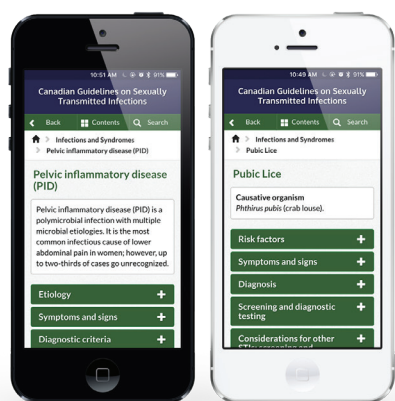 10:51 AM 91%
Canadian Guidelines on Sexually
Transmitted Infections
Back Contents Search
> Infections and Syndromes
> Pelvic inflammatory disease (PID)
Pelvic inflammatory disease
(PID)
Pelvic inflammatory disease (PID) is a
polymicrobial infection with multiple
microbial etiologies. It is the most
common infectious cause of lower
abdominal pain in women; however, up
to two-thirds of cases go unrecognized.
Etiology +
Symptoms and signs +
Diagnostic criteria +
10:49 AM 91%
Canadian Guidelines on Sexually
Transmitted Infections
Back Contents Search
> Infections and Syndromes
> Pubic Lice
Pubic Lice
Causative organism
Phthirus pubis (crab louse).
Risk factors +
Symptoms and signs +
Diagnosis +
Screening and diagnostic
testing +
Considerations for other
STIs: screening and